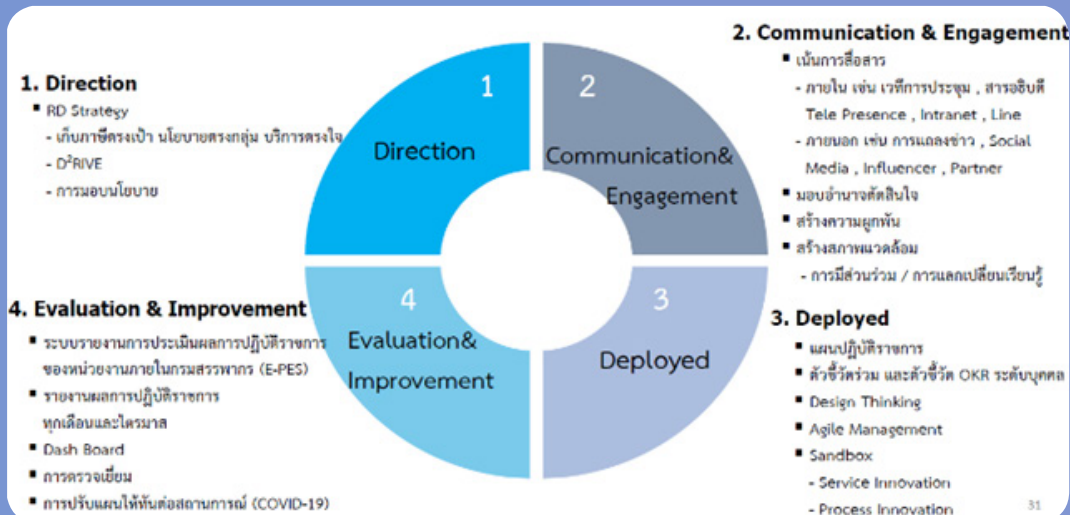 1. Direction
▪ RD Strategy
- เก็บภาษีตรงเป้า นโยบายตรงกลุ่ม บริการตรงใจ
- D²RIVE
- การมอบนโยบาย
2. Communication & Engagement
▪ เน้นการสื่อสาร
- ภายใน เช่น เวทีการประชุม , สารอธิบดี
Tele Presence , Intranet , Line
- ภายนอก เช่น การแถลงข่าว , Social
Media , Influencer , Partner
▪ มอบอำนาจตัดสินใจ
▪ สร้างความผูกพัน
▪ สร้างสภาพแวดล้อม
- การมีส่วนร่วม / การแลกเปลี่ยนเรียนรู้
1
Direction
2
Communication&
Engagement
3
Deployed
4
Evaluation&
Improvement
3. Deployed
▪ แผนปฏิบัติราชการ
▪ ตัวชี้วัดร่วม และตัวชี้วัด OKR ระดับบุคคล
▪ Design Thinking
▪ Agile Management
▪ Sandbox
- Service Innovation
- Process Innovation
4. Evaluation & Improvement
▪ ระบบรายงานการประเมินผลการปฏิบัติราชการ
ของหน่วยงานภายในกรมสรรพากร (E-PES)
▪ รายงานผลการปฏิบัติราชการ
ทุกเดือนและไตรมาส
▪ Dash Board
▪ การตรวจเยี่ยม
▪ การปรับแผนให้ทันต่อสถานการณ์ (COVID-19)
31